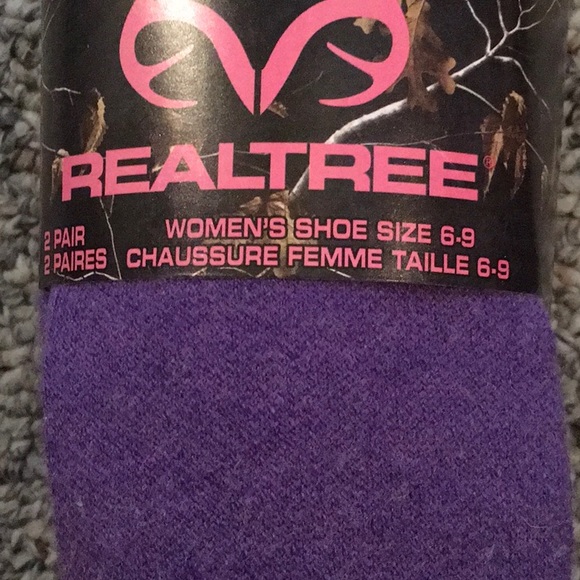 REALTREE®
2 PAIR WOMEN'S SHOE SIZE 6-9
2 PAIRES CHAUSSURE FEMME TAILLE 6-9